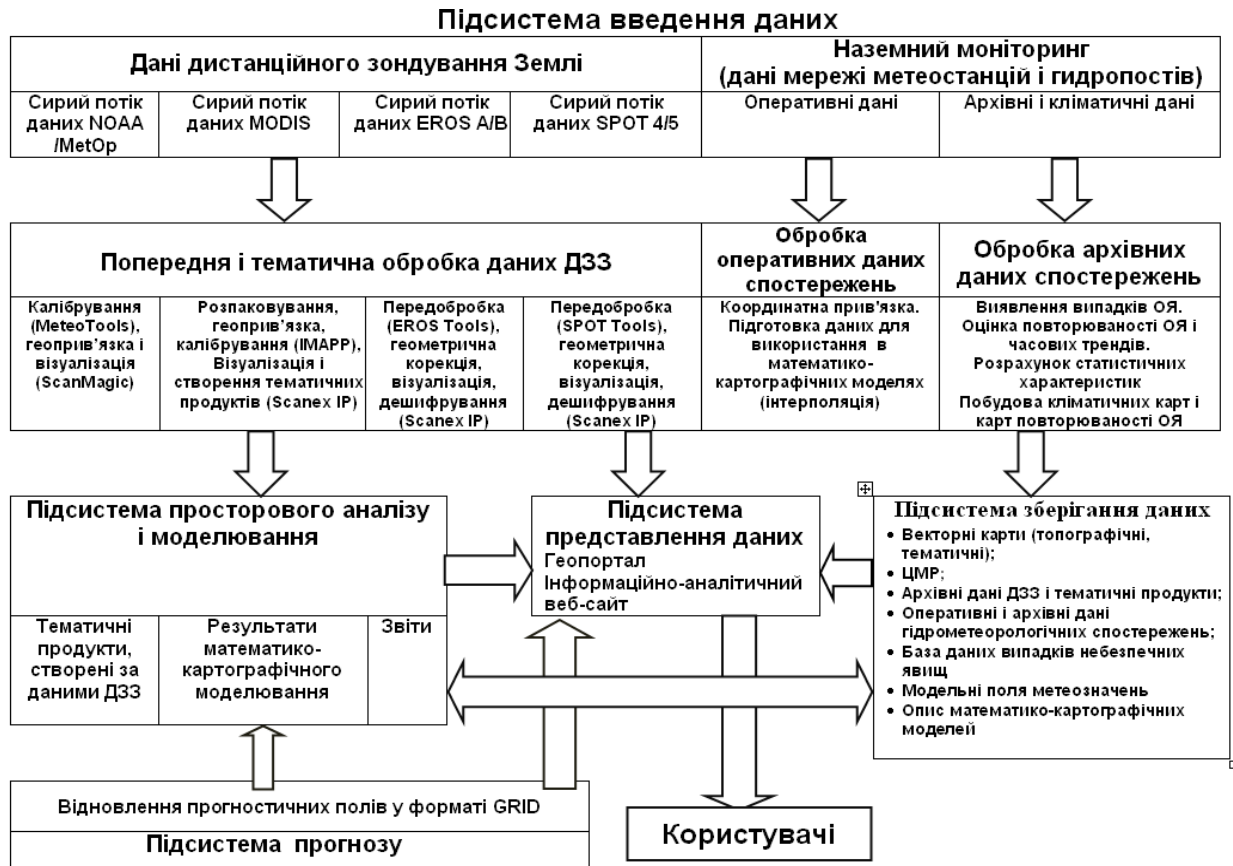 Підсистема введення даних
Дані дистанційного зондування Землі
Наземний моніторинг
(дані мережі метеостанцій і гидропостів)
Сирий потік
даних NOAA
/MetOp
Сирий потік
даних MODIS
Сирий потік
даних EROS A/B
Сирий потік
даних SPOT 4/5
Оперативні дані
Архівні і кліматичні дані
Попередня і тематична обробка даних ДЗЗ
Обробка
оперативних даних
спостережень
Обробка архівних
даних спостережень
Калібрування
(MeteoTools),
геоприв'язка і
візуалізація
(ScanMagic)
Розпаковування,
геоприв'язка,
калібрування (IMAPP),
Візуалізація і
створення тематичних
продуктів (Scanex IP)
Передобробка
(EROS Tools),
геометрична
корекція,
візуалізація,
дешифрування
(Scanex IP)
Передобробка
(SPOT Tools),
геометрична
корекція,
візуалізація,
дешифрування
(Scanex IP)
Координатна прив'язка.
Підготовка даних для
використання в
математико-
картографічних моделях
(інтерполяція)
Виявлення випадків ОЯ.
Оцінка повторюваності ОЯ і
часових трендів.
Розрахунок статистичних
характеристик
Побудова кліматичних карт і
карт повторюваності ОЯ
Підсистема просторового аналізу
і моделювання
Тематичні
продукти,
створені за
даними ДЗЗ
Результати
математико-
картографічного
моделювання
Звіти
Підсистема
представлення даних
Геопортал
Інформаційно-аналітичний
веб-сайт
Підсистема зберігання даних
• Векторні карти (топографічні,
тематичні);
• ЦМР;
• Архівні дані ДЗЗ і тематичні продукти;
• Оперативні і архівні дані
гідрометеорологічних спостережень;
• База даних випадків небезпечних
явищ
• Модельні поля метеозначень
• Опис математико-картографічних
моделей
Відновлення прогностичних полів у форматі GRID
Підсистема прогнозу
Користувачі